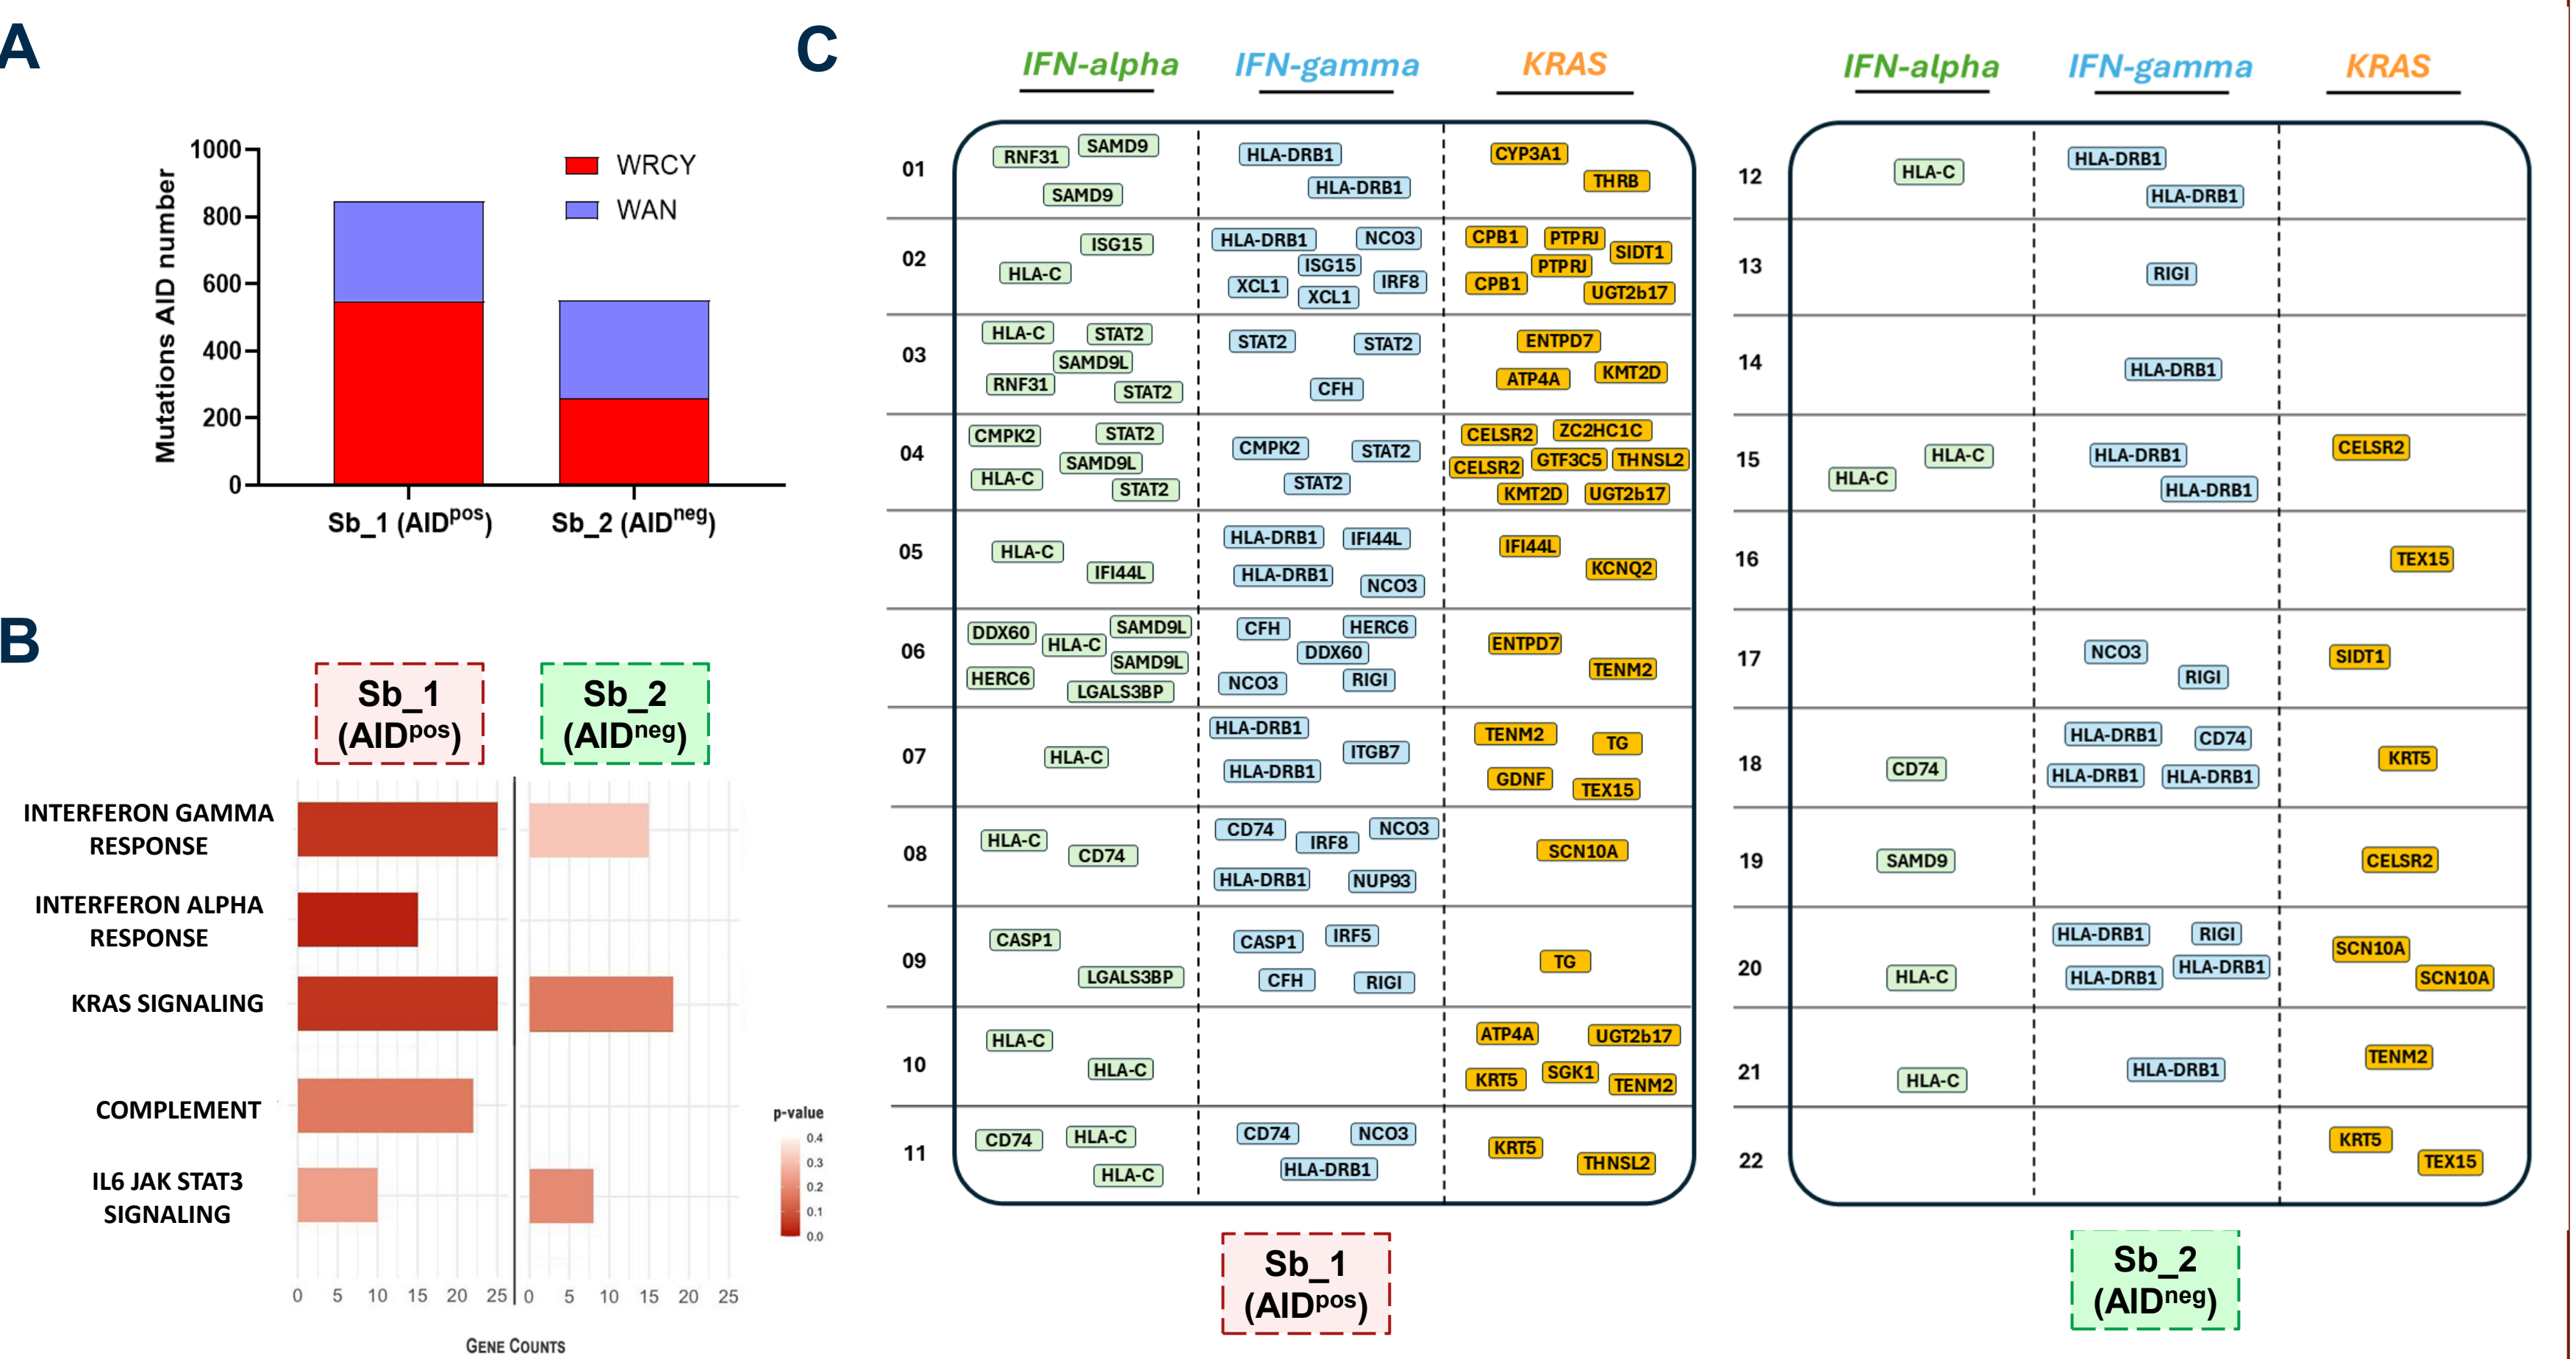 A
Mutations AID number
1000
800
600
400
200
0
WRCY
WAN
Sb_1 (AIDpos)
Sb_2 (AIDneg)
B
Sb_1
(AIDpos)
Sb_2
(AIDneg)
INTERFERON GAMMA
RESPONSE
INTERFERON ALPHA
RESPONSE
KRAS SIGNALING
COMPLEMENT
IL6 JAK STAT3
SIGNALING
0 5 10 15 20 25
0 5 10 15 20 25
GENE COUNTS
p-value
0.4
0.3
0.2
0.1
0.0
C
IFN-alpha IFN-gamma KRAS
01
RNF31 SAMD9
SAMD9
HLA-DRB1
HLA-DRB1
CYP3A1
THRB
02
ISG15
HLA-C
HLA-DRB1 NCO3
ISG15
XCL1 XCL1 IRF8
CPB1 PTPRJ SIDT1
PTPRJ
CPB1 UGT2b17
03
HLA-C STAT2
SAMD9L
RNF31 STAT2
STAT2 STAT2
CFH
ENTPD7
ATP4A KMT2D
04
CMPK2 STAT2
SAMD9L
HLA-C STAT2
CMPK2 STAT2
STAT2
CELSR2 ZC2HC1C
CELSR2 GTF3C5 THNSL2
KMT2D UGT2b17
05
HLA-C
IFI44L
HLA-DRB1 IFI44L
HLA-DRB1 NCO3
IFI44L
KCNQ2
06
DDX60 HLA-C SAMD9L
SAMD9L
HERC6 LGALS3BP
CFH HERC6
DDX60
NCO3 RIGI
ENTPD7
TENM2
07
HLA-C
HLA-DRB1
ITGB7
HLA-DRB1
TENM2 TG
GDNF TEX15
08
HLA-C
CD74
CD74 IRF8 NCO3
HLA-DRB1 NUP93
SCN10A
09
CASP1
LGALS3BP
CASP1 IRF5
CFH RIGI
TG
10
HLA-C
HLA-C
ATP4A UGT2b17
KRT5 SGK1 TENM2
11
CD74 HLA-C
HLA-C
CD74 NCO3
HLA-DRB1
KRT5
THNSL2
Sb_1
(AIDpos)
IFN-alpha IFN-gamma KRAS
12
HLA-C
HLA-DRB1
HLA-DRB1
13
RIGI
14
HLA-DRB1
15
HLA-C
HLA-C
HLA-DRB1
HLA-DRB1
CELSR2
16
TEX15
17
NCO3
RIGI
SIDT1
18
CD74
HLA-DRB1 CD74
HLA-DRB1 HLA-DRB1
KRT5
19
SAMD9
CELSR2
20
HLA-C
HLA-DRB1 RIGI
HLA-DRB1 HLA-DRB1
SCN10A
SCN10A
21
HLA-C
HLA-DRB1
TENM2
22
KRT5
TEX15
Sb_2
(AIDneg)